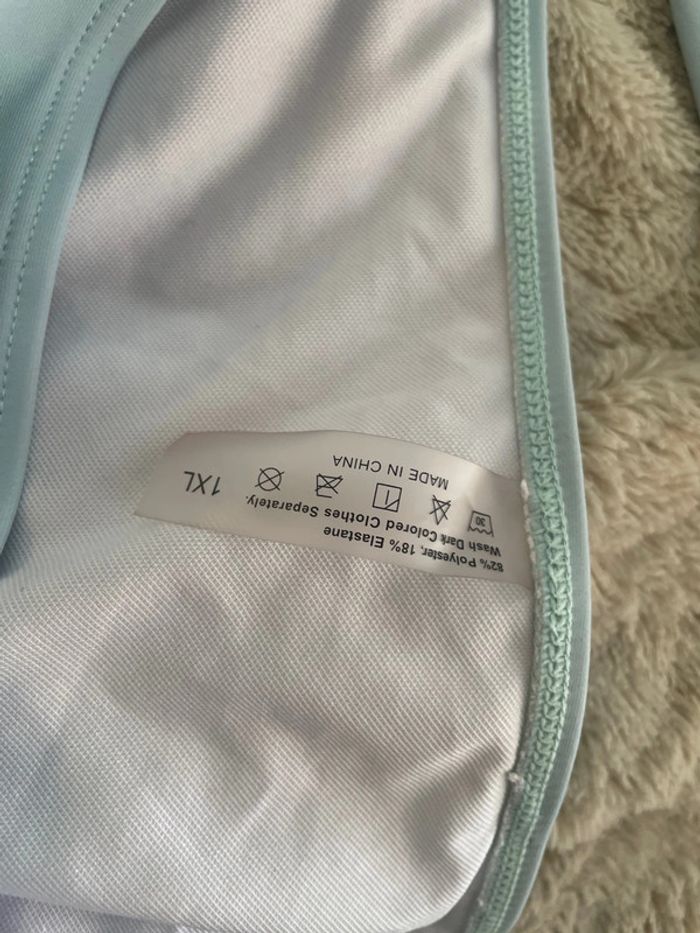 82% Polyester, 18% Elastane
Wash Dark Colored Clothes Separately.
30
MADE IN CHINA
1XL